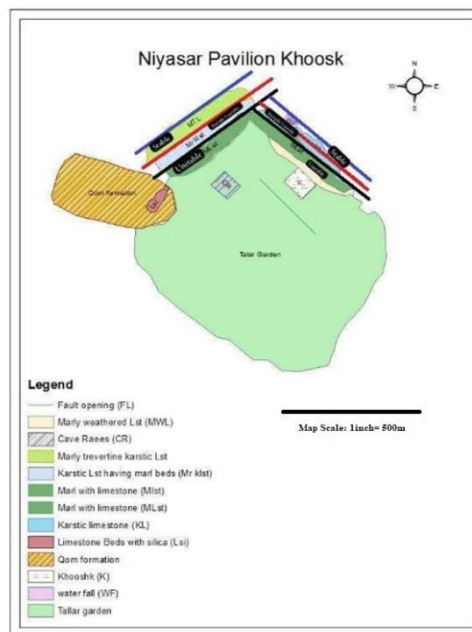 Niyasar Pavilion Khoosk
N
W E
S
MT L
Stable
Unstable
Stable
Qom formation
K
Talar Garden
Legend
Fault opening (FL)
Marly weathered Lst (MWL)
Cave Raees (CR)
Marly trevertine karstic Lst
Karstic Lst having marl beds (Mr klst)
Marl with limestone (Mlst)
Marl with limestone (MLst)
Karstic limestone (KL)
Limestone Beds with silica (Lsi)
Qom formation
Khooshk (K)
water fall (WF)
Tallar garden
Map Scale: 1inch= 500m